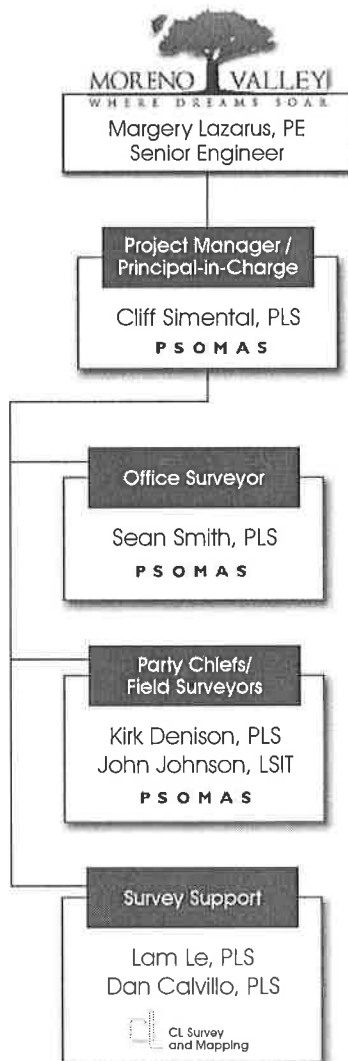 MORENO VALLEY
WHERE DREAMS SOAR
Margery Lazarus, PE
Senior Engineer
Project Manager /
Principal-in-Charge
Cliff Simental, PLS
PSOMAS
Office Surveyor
Sean Smith, PLS
PSOMAS
Party Chiefs/
Field Surveyors
Kirk Denison, PLS
John Johnson, LSIT
PSOMAS
Survey Support
Lam Le, PLS
Dan Calvillo, PLS
CL CL Survey
and Mapping